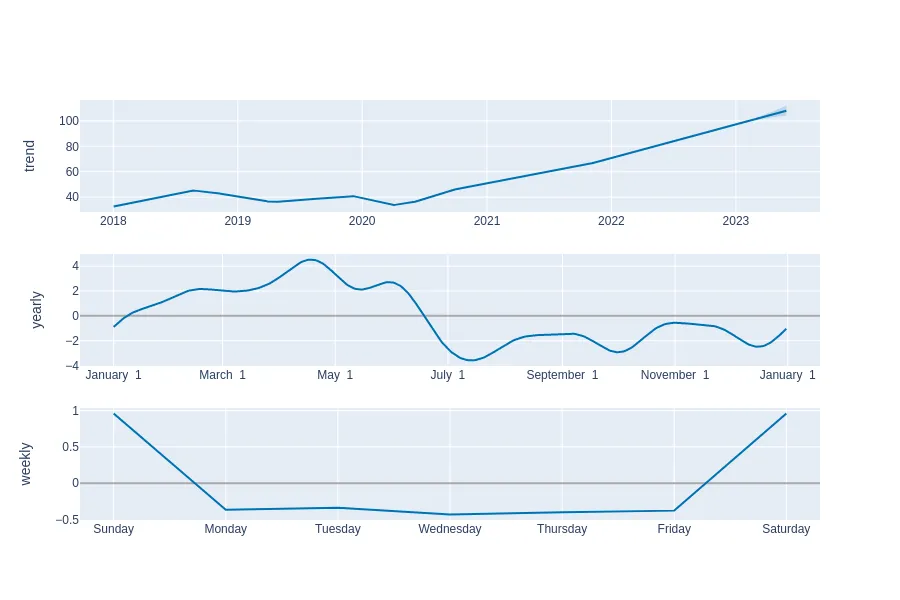 trend
100
80
60
40
2018 2019 2020 2021 2022 2023
yearly
4
2
0
−2
−4
January 1 March 1 May 1 July 1 September 1 November 1 January 1
weekly
1
0.5
0
−0.5
Sunday Monday Tuesday Wednesday Thursday Friday Saturday